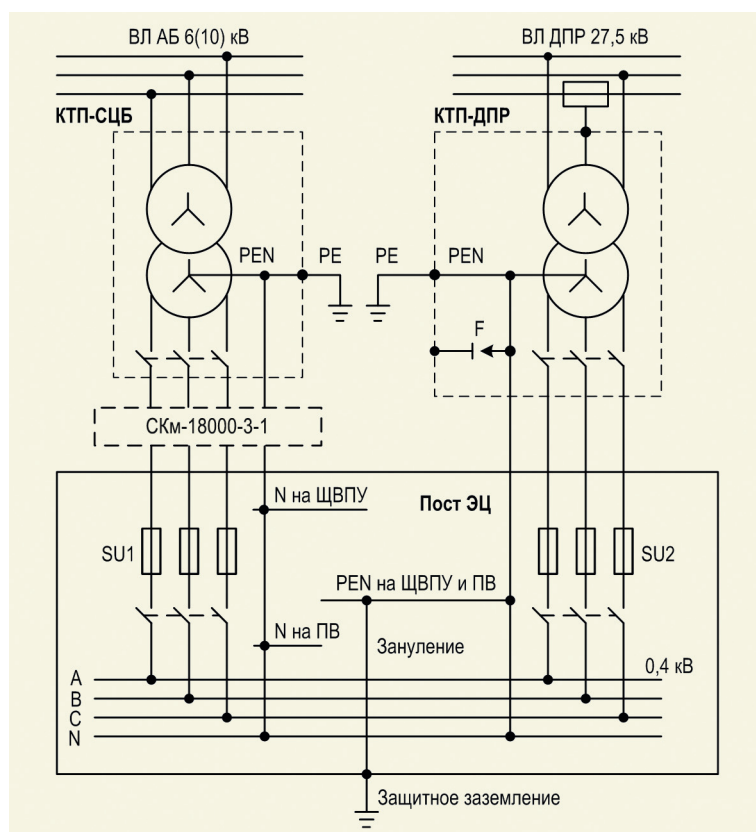 ВЛ АБ 6(10) кВ
ВЛ ДПР 27,5 кВ
КТП-СЦБ
КТП-ДПР
PEN
PE
PE
PEN
F
СКм-18000-3-1
N на ЩВПУ
Пост ЭЦ
SU1
SU2
PEN на ЩВПУ и ПВ
N на ПВ
Зануление
0,4 кВ
A
B
C
N
Защитное заземление